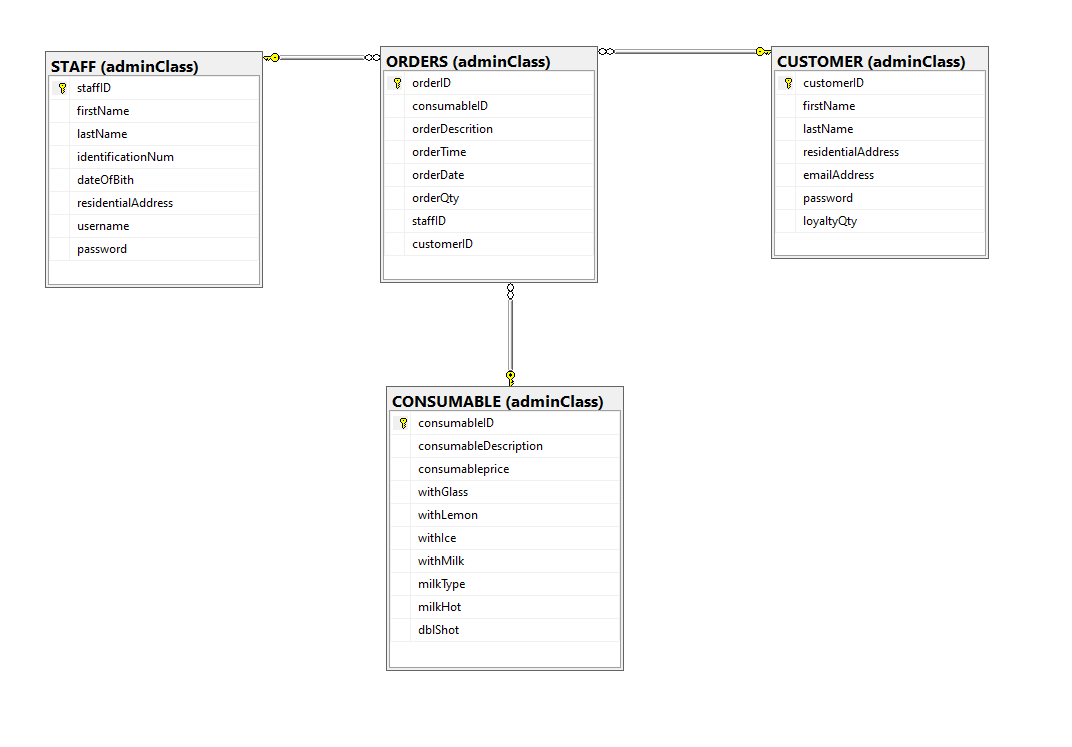 STAFF (adminClass)
staffID
firstName
lastName
identificationNum
dateOfBith
residentialAddress
username
password
ORDERS (adminClass)
orderID
consumableID
orderDescrition
orderTime
orderDate
orderQty
staffID
customerID
CUSTOMER (adminClass)
customerID
firstName
lastName
residentialAddress
emailAddress
password
loyaltyQty
CONSUMABLE (adminClass)
consumableID
consumableDescription
consumableprice
withGlass
withLemon
withIce
withMilk
milkType
milkHot
dblShot